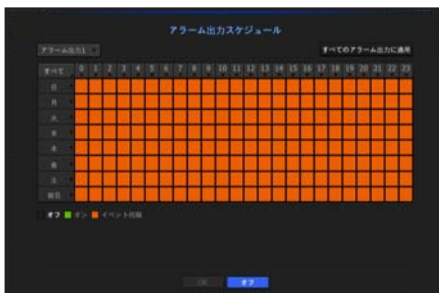 アラーム出力スケジュール
アラーム出力1 すべてのアラーム出力に適用
すべて 0 1 2 3 4 5 6 7 8 9 10 11 12 13 14 15 16 17 18 19 20 21 22 23
日
月
火
水
木
金
土
祝日
オフ オン イベント同期
OK オフ